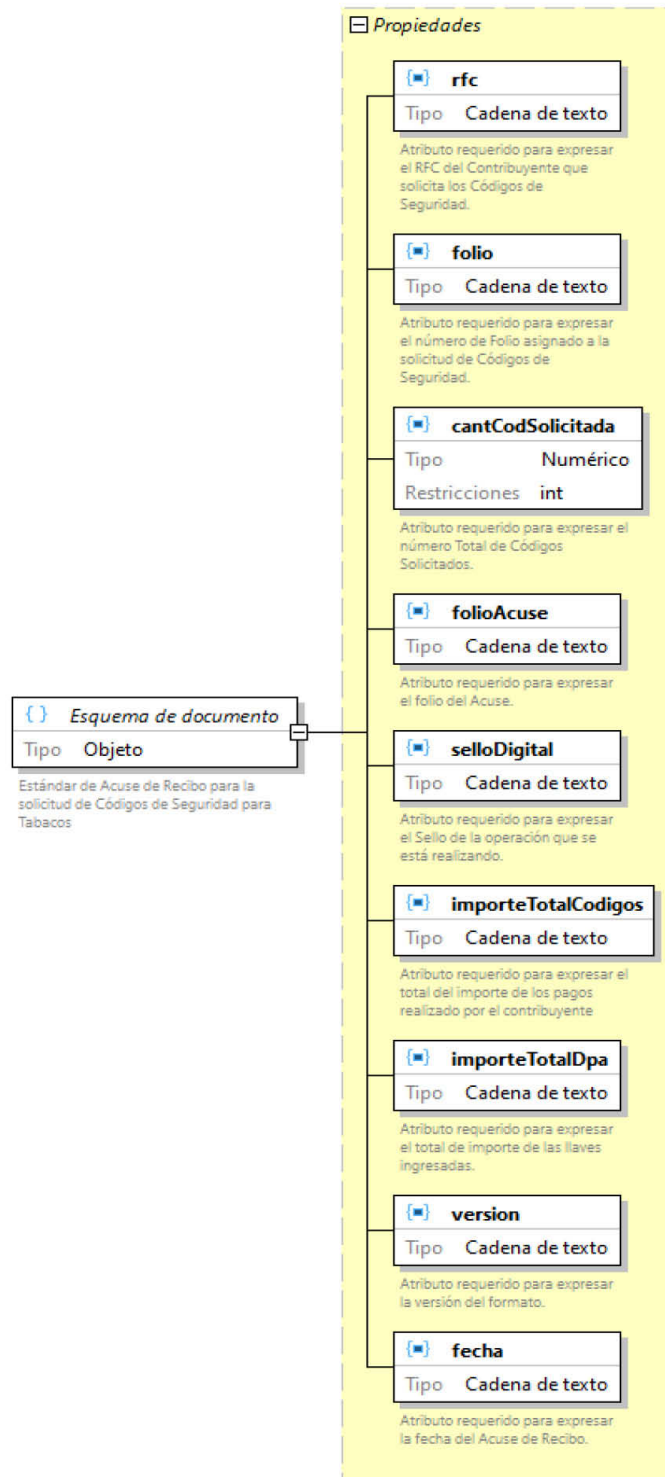 Propiedades
rfc
Tipo Cadena de texto
Atributo requerido para expresar
el RFC del Contribuyente que
solicita los Códigos de
Seguridad.
folio
Tipo Cadena de texto
Atributo requerido para expresar
el número de Folio asignado a la
solicitud de Códigos de
Seguridad.
cantCodSolicitada
Tipo Numérico
Restricciones int
Atributo requerido para expresar el
número Total de Códigos
Solicitados.
folioAcuse
Tipo Cadena de texto
Atributo requerido para expresar
el folio del Acuse.
Esquema de documento
Tipo Objeto
Estándar de Acuse de Recibo para la
solicitud de Códigos de Seguridad para
Tabacos
selloDigital
Tipo Cadena de texto
Atributo requerido para expresar
el Sello de la operación que se
está realizando.
importeTotalCodigos
Tipo Cadena de texto
Atributo requerido para expresar el
total del importe de los pagos
realizado por el contribuyente
importeTotalDpa
Tipo Cadena de texto
Atributo requerido para expresar
el total de importe de las llaves
ingresadas.
version
Tipo Cadena de texto
Atributo requerido para expresar
la versión del formato.
fecha
Tipo Cadena de texto
Atributo requerido para expresar
la fecha del Acuse de Recibo.